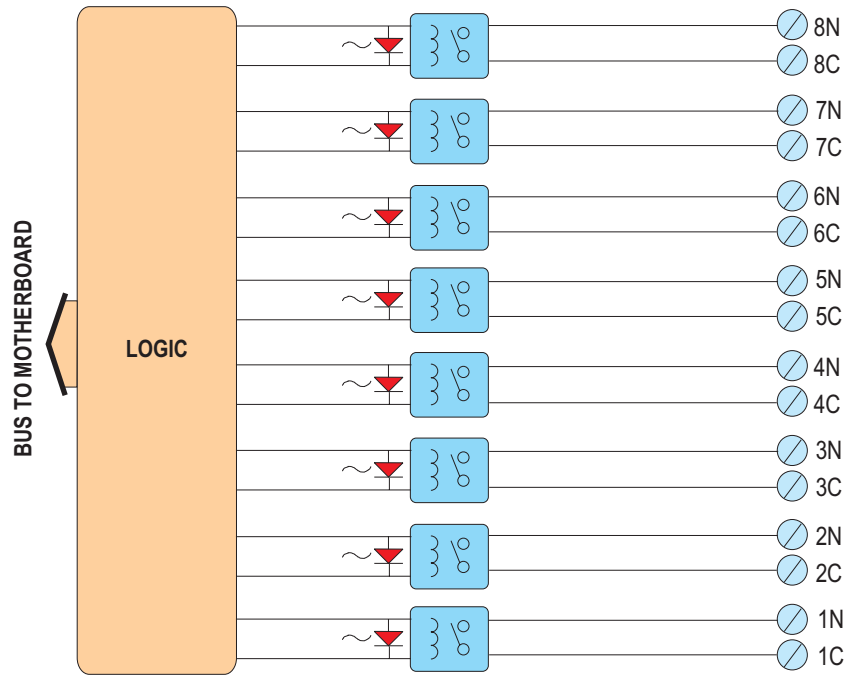 BUS TO MOTHERBOARD
LOGIC
8N
8C
7N
7C
6N
6C
5N
5C
4N
4C
3N
3C
2N
2C
1N
1C